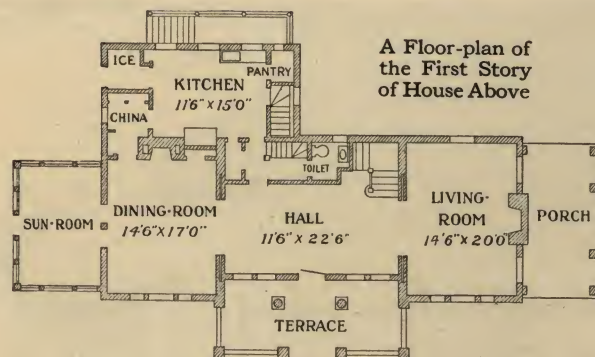 A Floor-plan of
the First Story
of House Above
ICE
KITCHEN
11'6" X 15'0"
PANTRY
CHINA
TOILET
SUN-ROOM
DINING-ROOM
14'6" X 17'0"
HALL
11'6" X 22'6"
LIVING-
ROOM
14'6" X 20'0"
PORCH
TERRACE